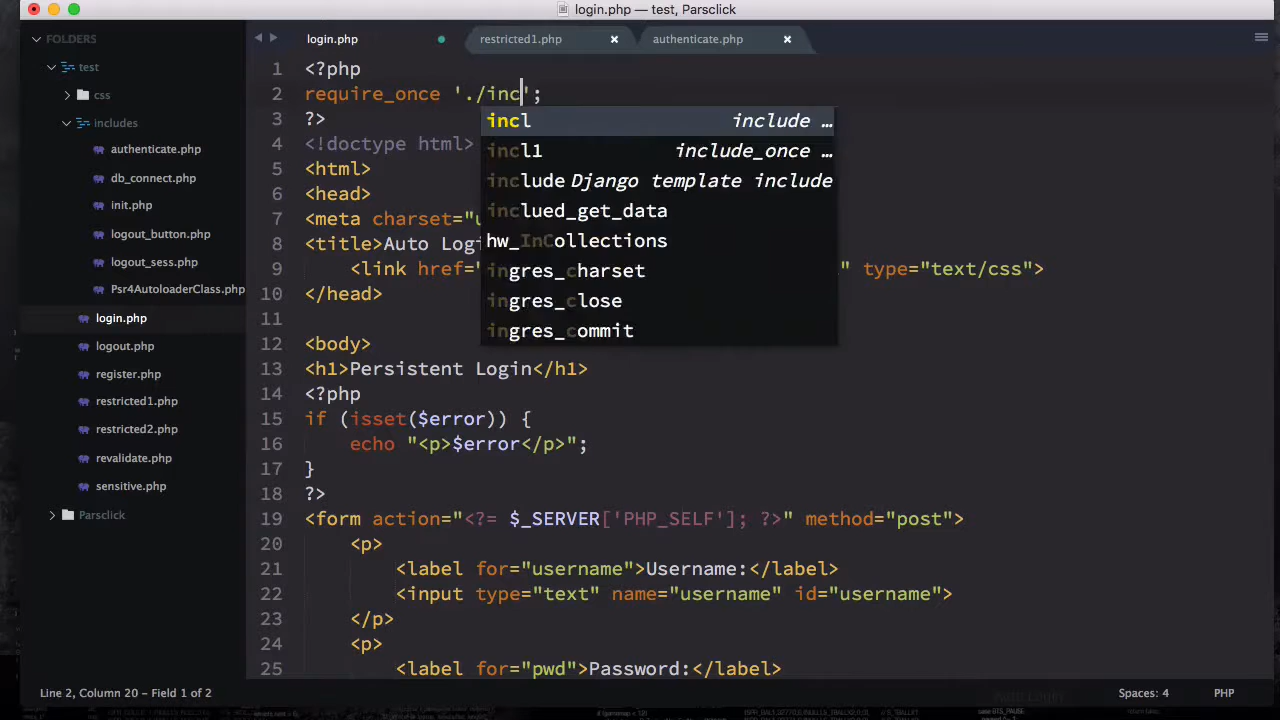 login.php — test, Parsclick
FOLDERS
test
css
includes
authenticate.php
db_connect.php
init.php
logout_button.php
logout_sess.php
Psr4AutoloaderClass.php
login.php
logout.php
register.php
restricted1.php
restricted2.php
revalidate.php
sensitive.php
Parsclick
login.php restricted1.php authenticate.php
1 <?php
2 require_once './inc';
3 ?>
4 <!doctype html>
5 <html>
6 <head>
7 <meta charset="u
8 <title>Auto Logi
9 <link href=" " type="text/css">
10 </head>
11
12 <body>
13 <h1>Persistent Login</h1>
14 <?php
15 if (isset($error)) {
16 echo "<p>$error</p>";
17 }
18 ?>
19 <form action="<?= $_SERVER['PHP_SELF']; ?>" method="post">
20 <p>
21 <label for="username">Username:</label>
22 <input type="text" name="username" id="username">
23 </p>
24 <p>
25 <label for="pwd">Password:</label>
incl include …
incl1 include_once …
include Django template include
inclued_get_data
hw_InCollections
ingres_charset
ingres_close
ingres_commit
Line 2, Column 20 – Field 1 of 2
Spaces: 4
PHP